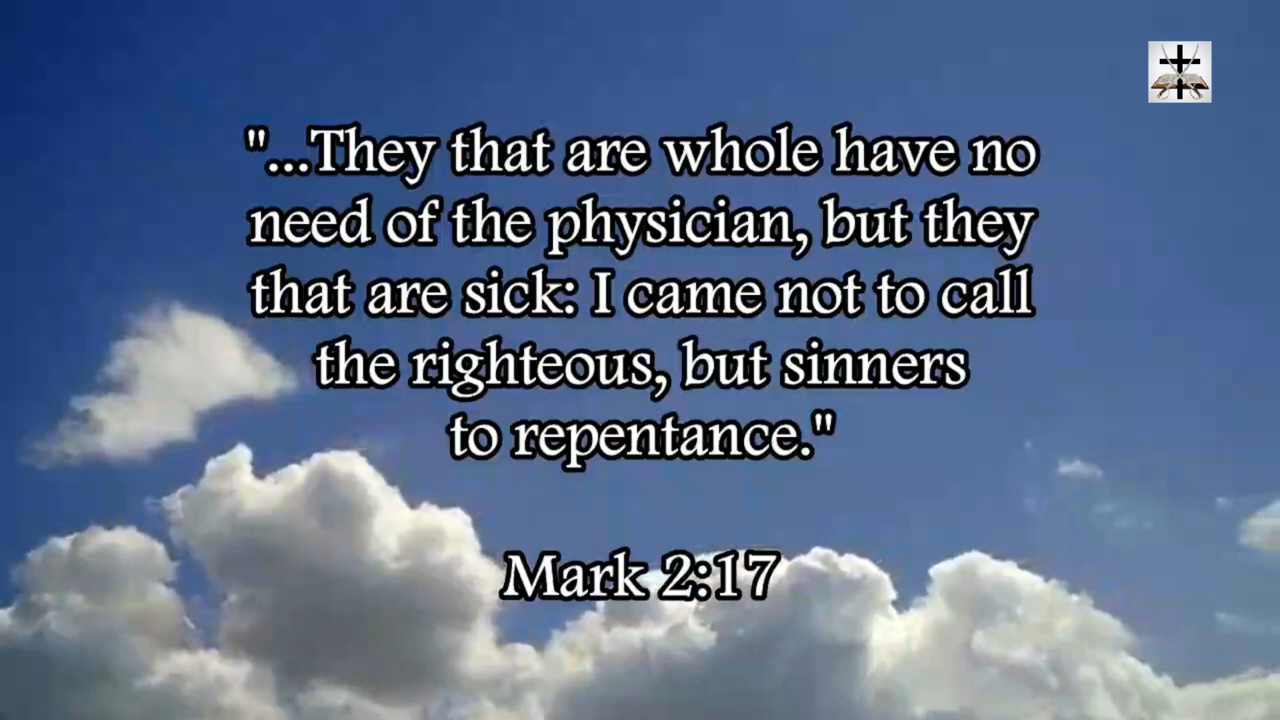 "...They that are whole have no
need of the physician, but they
that are sick: I came not to call
the righteous, but sinners
to repentance."
Mark 2:17